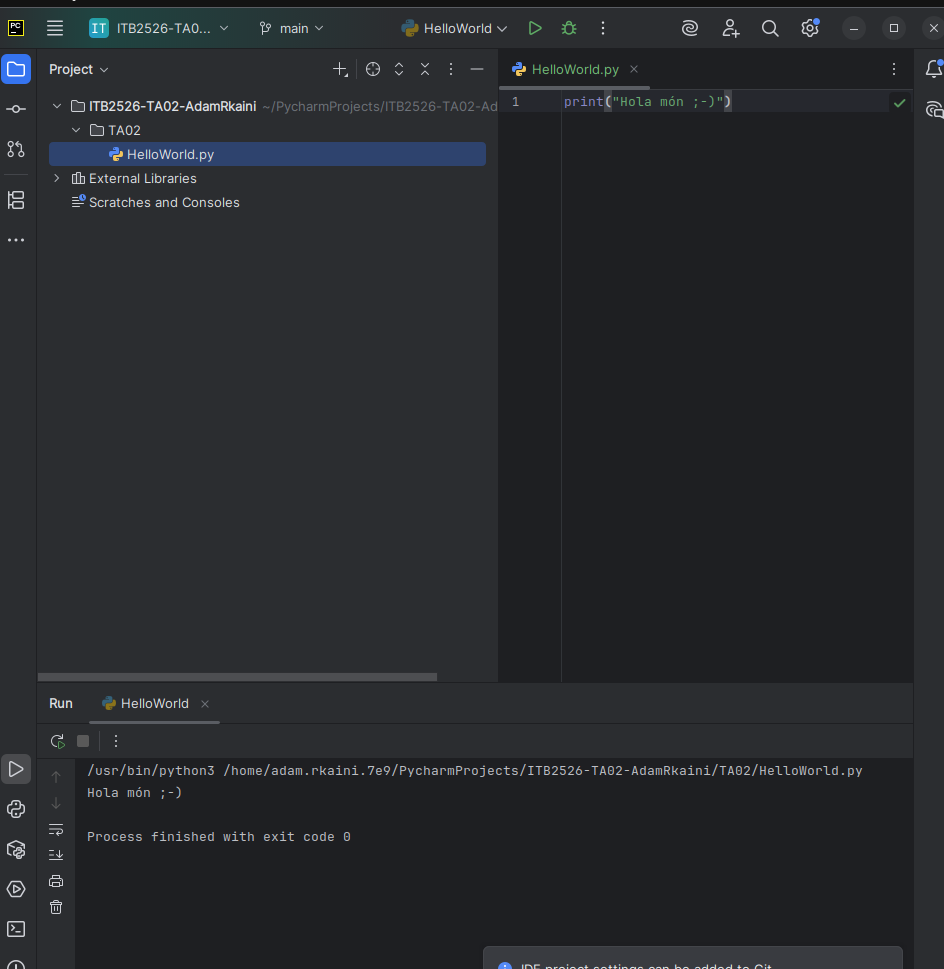 PC
IT ITB2526-TA0... main HelloWorld
Project
HelloWorld.py
ITB2526-TA02-AdamRkaini ~/PycharmProjects/ITB2526-TA02-Ad
TA02
HelloWorld.py
External Libraries
Scratches and Consoles
1 print("Hola món ;-)")
Run HelloWorld
/usr/bin/python3 /home/adam.rkaini.7e9/PycharmProjects/ITB2526-TA02-AdamRkaini/TA02/HelloWorld.py
Hola món ;-)
Process finished with exit code 0
IDE project settings can be added to Git